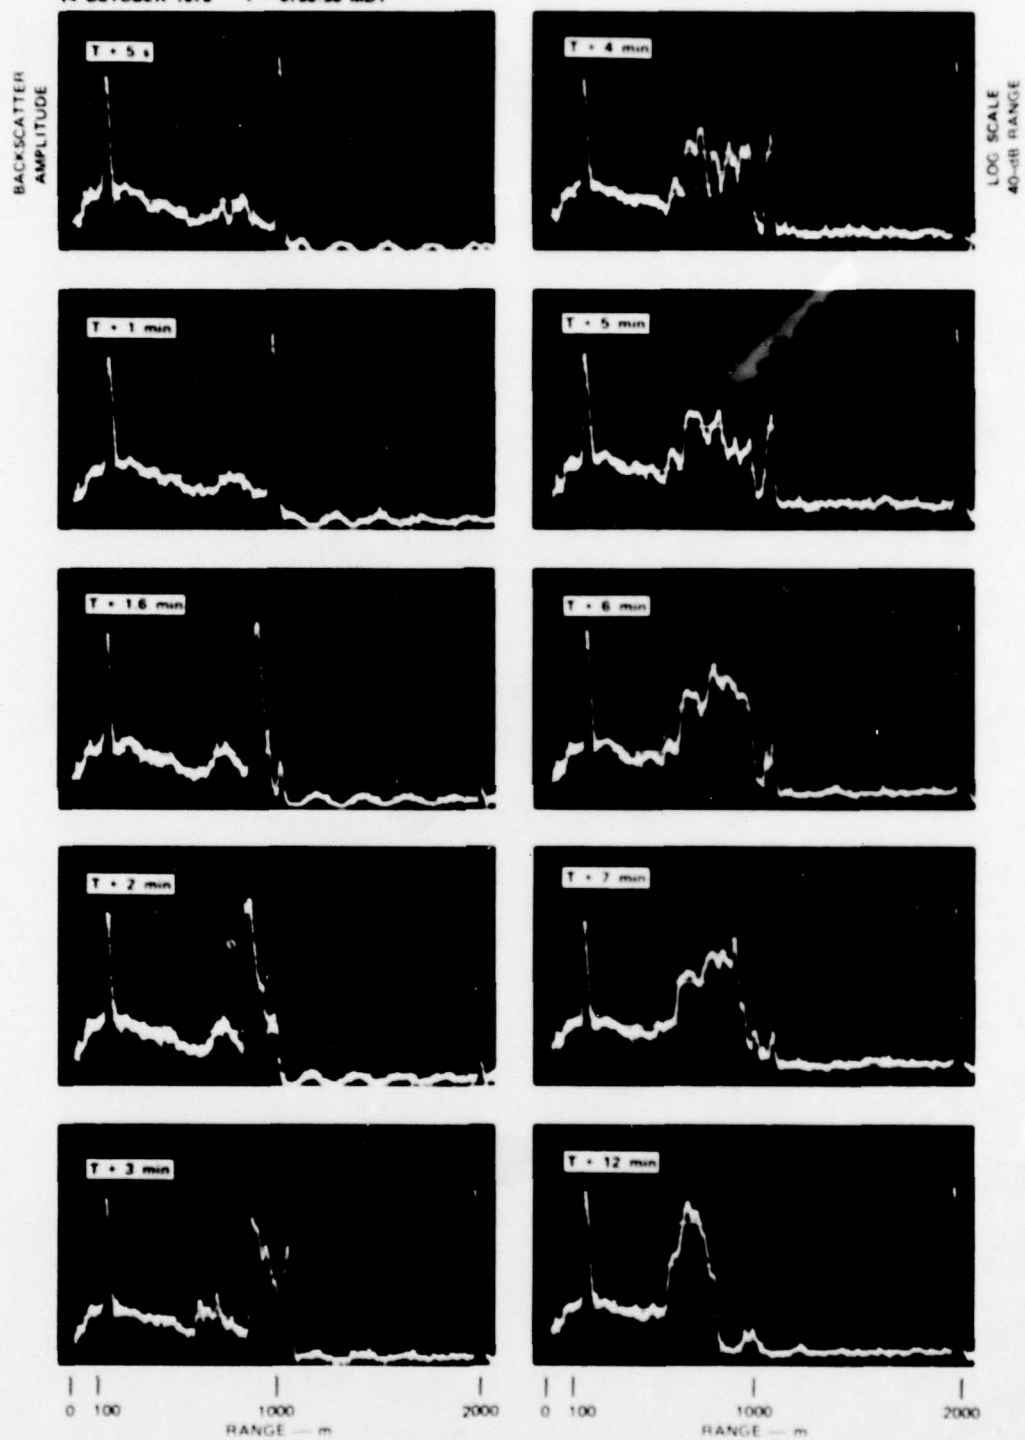 BACKSCATTER
AMPLITUDE
T + 5 s
T + 1 min
T + 1.6 min
T + 2 min
T + 3 min
0 100 1000 2000
RANGE — m
T + 4 min
T + 5 min
T + 6 min
T + 7 min
T + 12 min
0 100 1000 2000
RANGE — m
LOG SCALE
40-dB RANGE